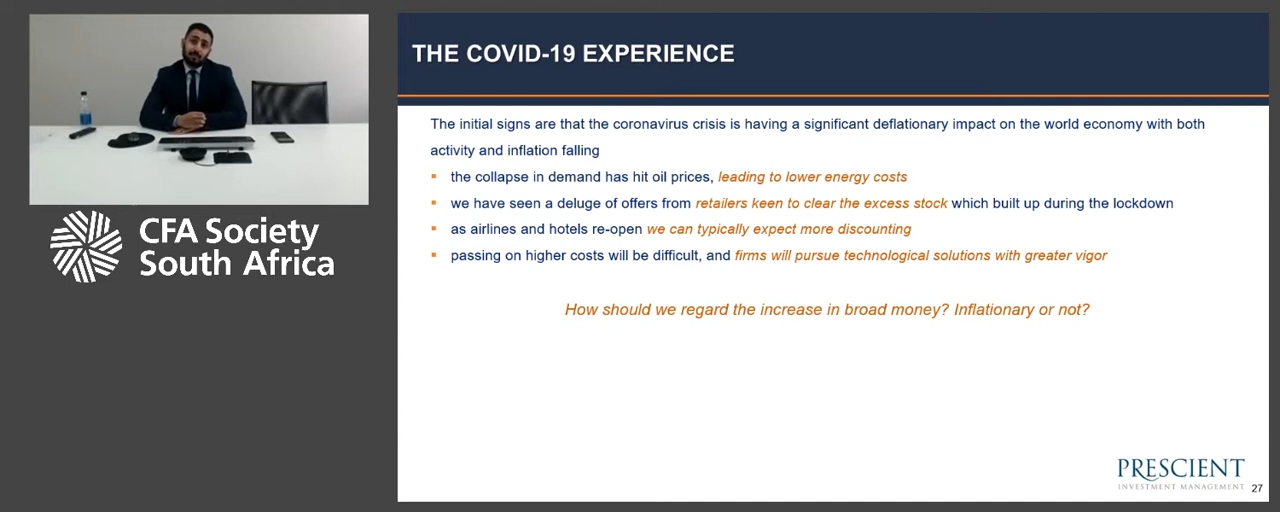 CFA Society
South Africa
THE COVID-19 EXPERIENCE
The initial signs are that the coronavirus crisis is having a significant deflationary impact on the world economy with both
activity and inflation falling
▪ the collapse in demand has hit oil prices, leading to lower energy costs
▪ we have seen a deluge of offers from retailers keen to clear the excess stock which built up during the lockdown
▪ as airlines and hotels re-open we can typically expect more discounting
▪ passing on higher costs will be difficult, and firms will pursue technological solutions with greater vigor
How should we regard the increase in broad money? Inflationary or not?
PRESCIENT
INVESTMENT MANAGEMENT
27